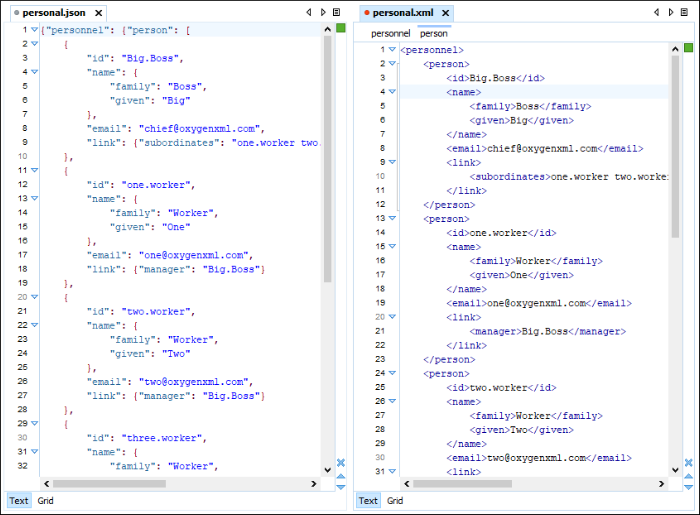 personal.json
1 {"personnel": {"person": [
2 {
3 "id": "Big.Boss",
4 "name": {
5 "family": "Boss",
6 "given": "Big"
7 },
8 "email": "chief@oxygenxml.com",
9 "link": {"subordinates": "one.worker two.
10 },
11 {
12 "id": "one.worker",
13 "name": {
14 "family": "Worker",
15 "given": "One"
16 },
17 "email": "one@oxygenxml.com",
18 "link": {"manager": "Big.Boss"}
19 },
20 {
21 "id": "two.worker",
22 "name": {
23 "family": "Worker",
24 "given": "Two"
25 },
26 "email": "two@oxygenxml.com",
27 "link": {"manager": "Big.Boss"}
28 },
29 {
30 "id": "three.worker",
31 "name": {
32 "family": "Worker",
Text Grid
personal.xml
personnel person
1 <personnel>
2 <person>
3 <id>Big.Boss</id>
4 <name>
5 <family>Boss</family>
6 <given>Big</given>
7 </name>
8 <email>chief@oxygenxml.com</email>
9 <link>
10 <subordinates>one.worker two.worke
11 </link>
12 </person>
13 <person>
14 <id>one.worker</id>
15 <name>
16 <family>Worker</family>
17 <given>One</given>
18 </name>
19 <email>one@oxygenxml.com</email>
20 <link>
21 <manager>Big.Boss</manager>
22 </link>
23 </person>
24 <person>
25 <id>two.worker</id>
26 <name>
27 <family>Worker</family>
28 <given>Two</given>
29 </name>
30 <email>two@oxygenxml.com</email>
31 <link>
Text Grid